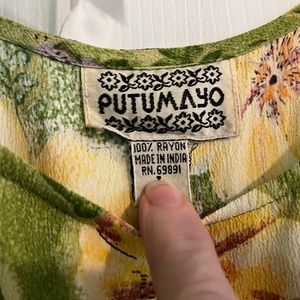 PUTUMAYO
100% RAYON
MADE IN INDIA
RN. 69891